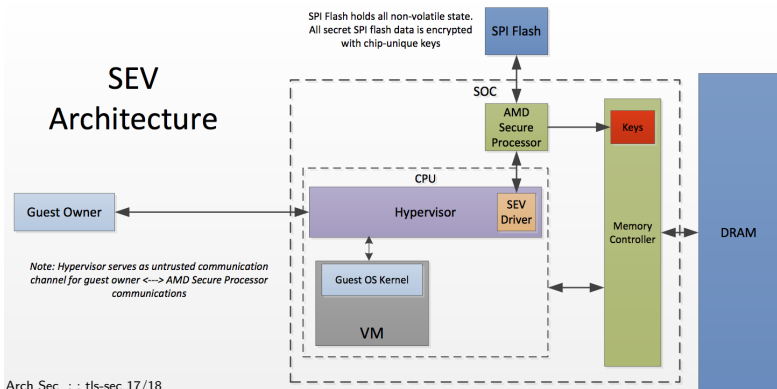 SPI Flash holds all non-volatile state.
All secret SPI flash data is encrypted
with chip-unique keys
SPI Flash
SEV
Architecture
SOC
AMD
Secure
Processor
Keys
CPU
Guest Owner
Hypervisor
SEV
Driver
Memory
Controller
DRAM
Note: Hypervisor serves as untrusted communication
channel for guest owner <---> AMD Secure Processor
communications
Guest OS Kernel
VM
Arch Sec : : tls-sec 17/18